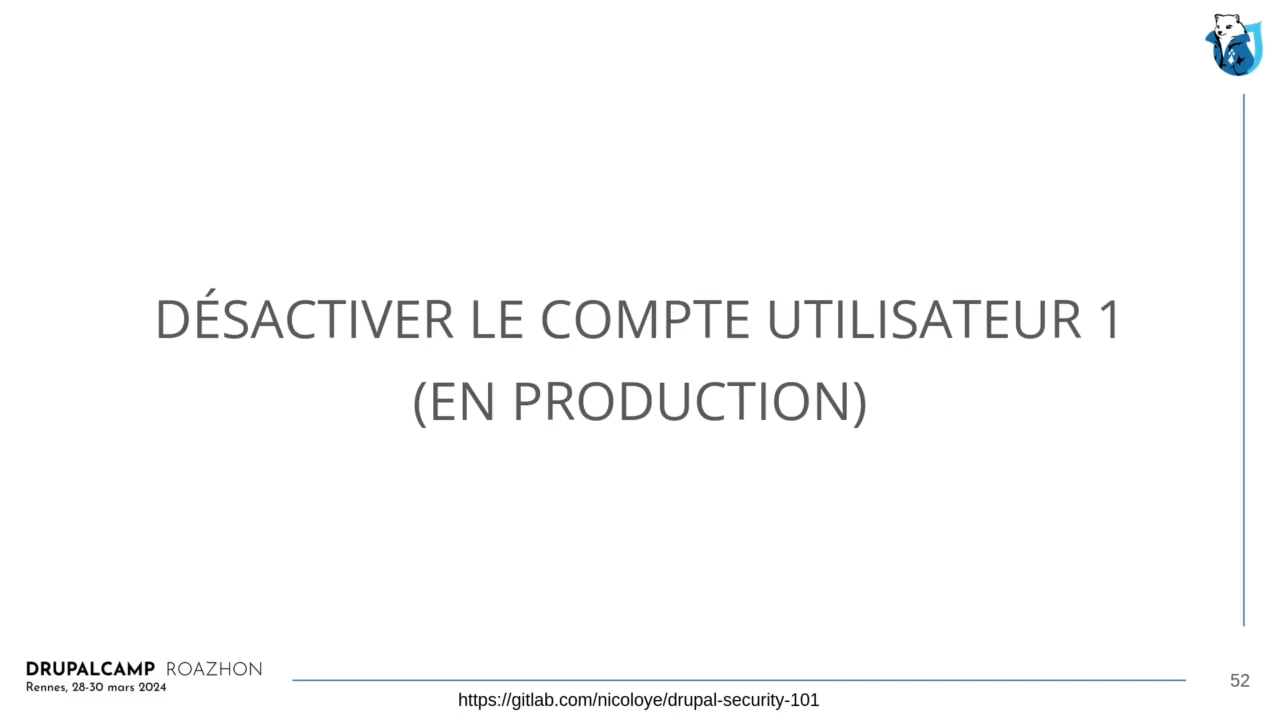 DÉSACTIVER LE COMPTE UTILISATEUR 1
(EN PRODUCTION)
DRUPALCAMP ROAZHON
Rennes, 28-30 mars 2024
https://gitlab.com/nicoloye/drupal-security-101
52